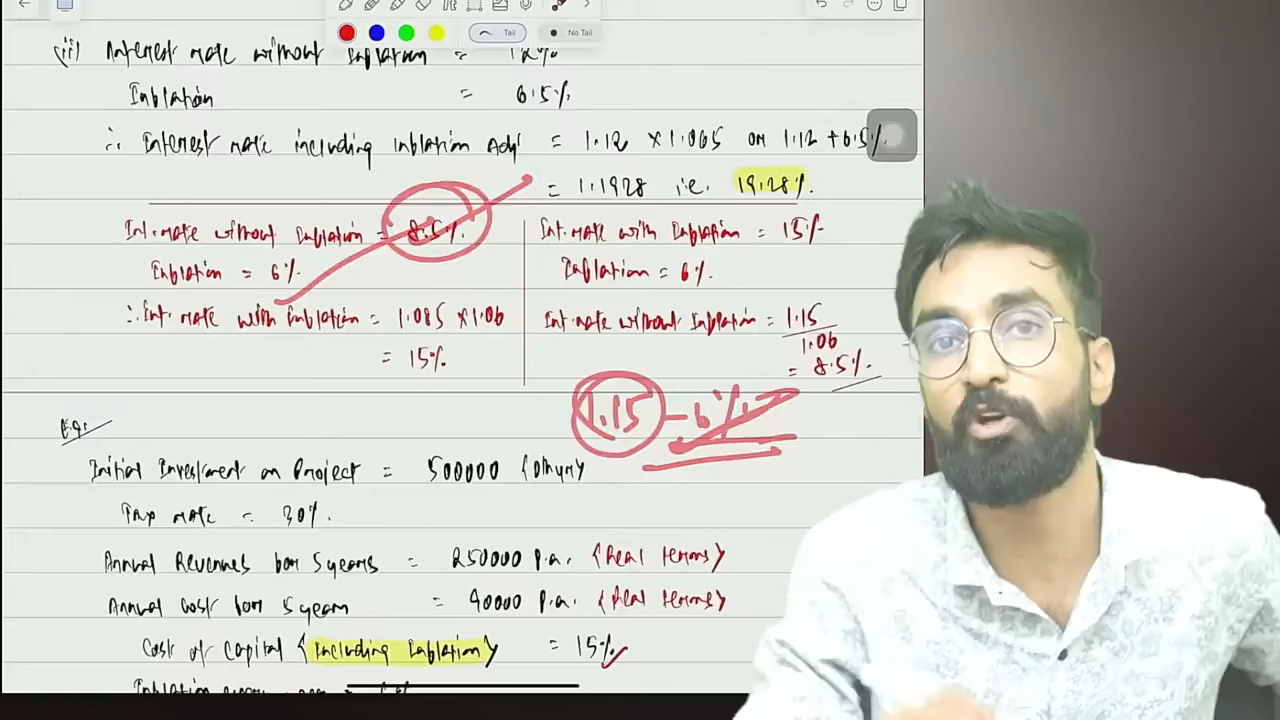 Tail
No Tail
(ii) Interest rate without Inflation = 12%
Inflation = 6.5%
∴ Interest rate including Inflation Adj = 1.12 × 1.065 or 1.12 + 6.5%
= 1.1928 i.e. 19.28%.
Int. rate without Inflation = 8.5%.
Inflation = 6%.
∴ Int. rate with Inflation = 1.085 × 1.06
= 15%.
Int. rate with Inflation = 15%
Inflation = 6%.
Int. rate without Inflation = 1.15
1.06
= 8.5%.
1.15 - 6%
Eg.
Initial Investment on Project = 500000
Tax rate = 30%.
Annual Revenues for 5 years = 250000 p.a. {Real terms}
Annual Cost for 5 years = 90000 p.a. {Real terms}
Cost of Capital {Including Inflation} = 15%